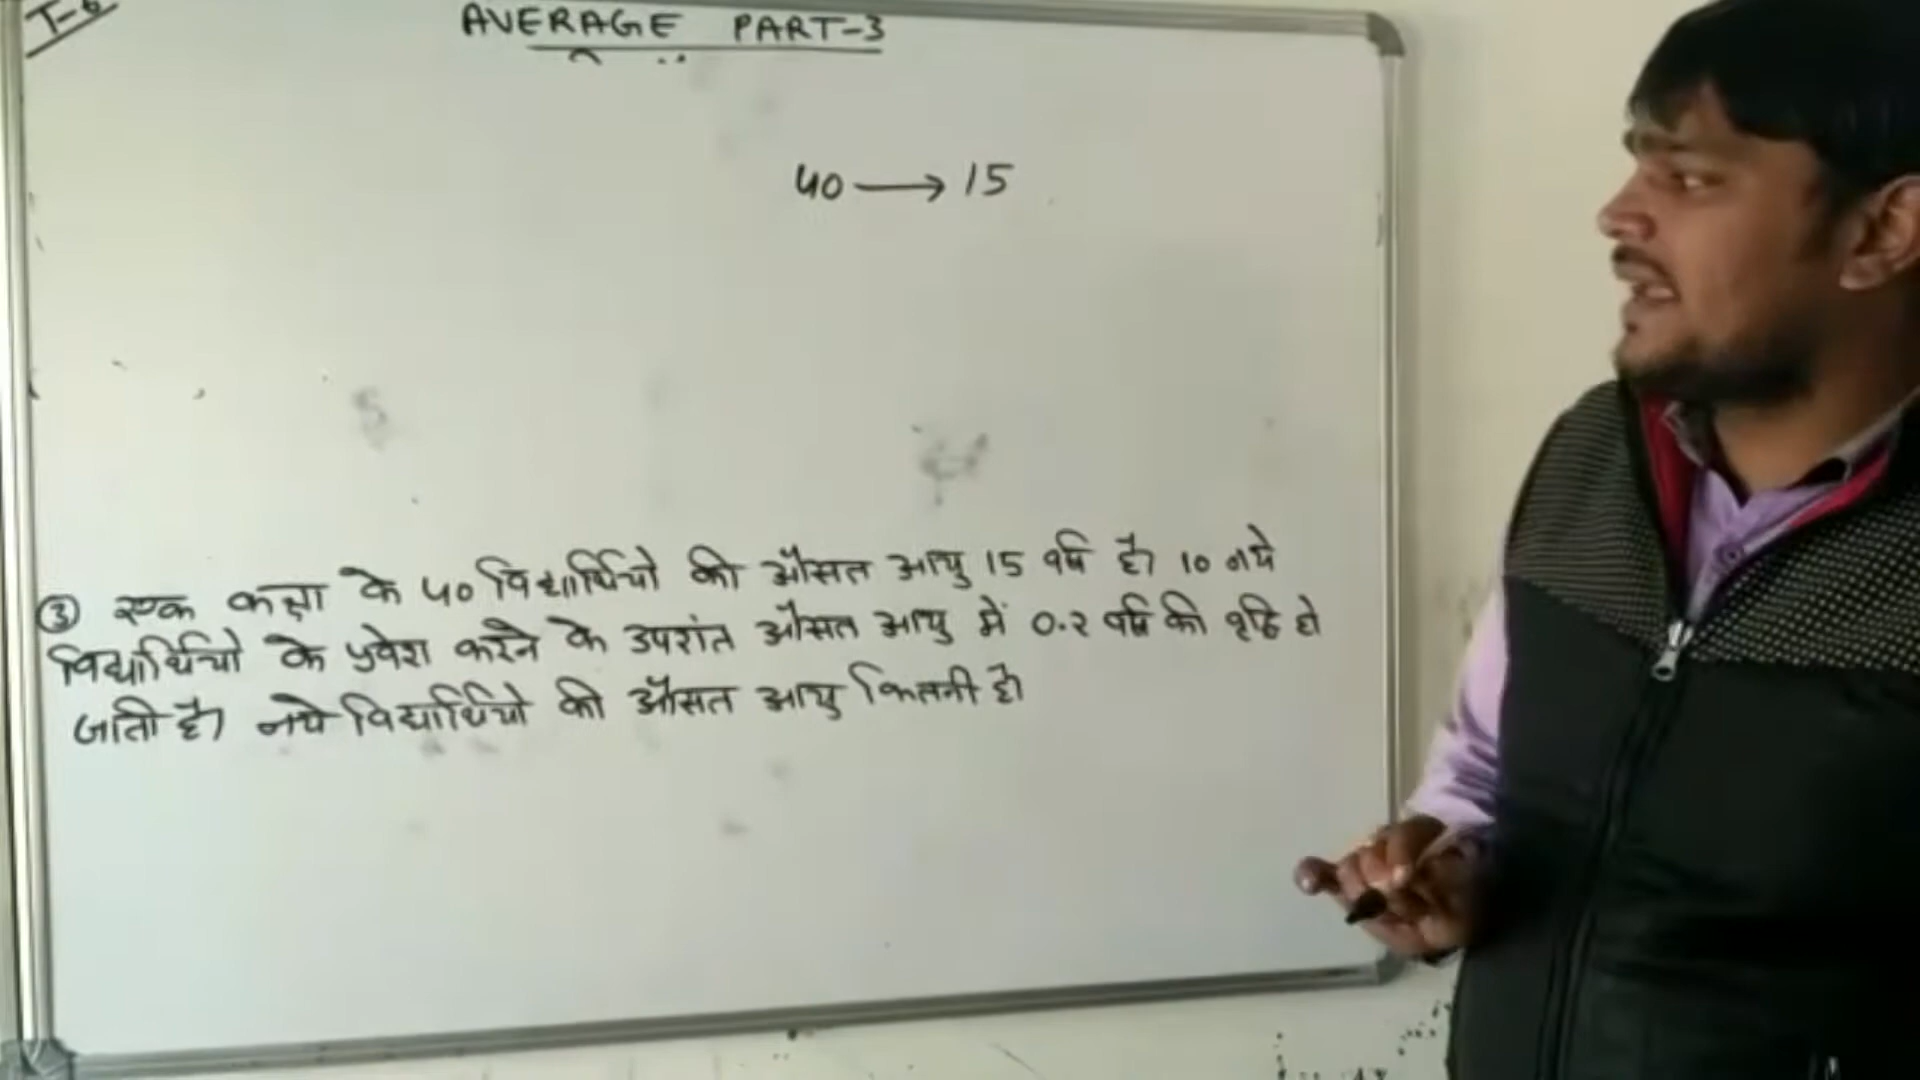 T-6
AVERAGE PART-3
40 → 15
③ एक कक्षा के 40 विद्यार्थियो की औसत आयु 15 वर्ष है। 10 नये
विद्यार्थियो के प्रवेश करने के उपरांत औसत आयु में 0.2 वर्ष की वृद्धि हो
जाती है। नये विद्यार्थियो की औसत आयु कितनी है।